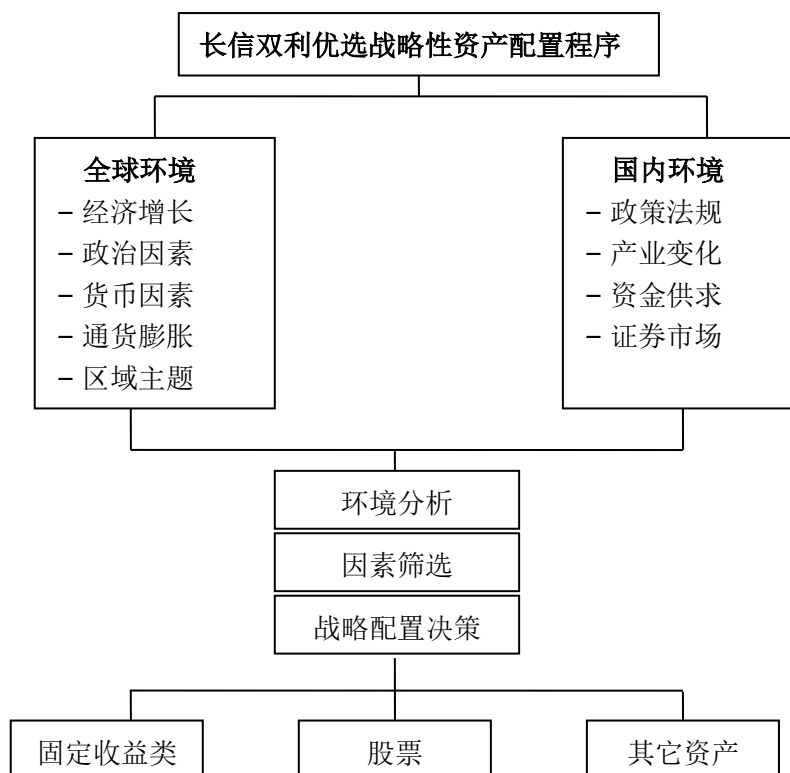 长信双利优选战略性资产配置程序
全球环境
– 经济增长
– 政治因素
– 货币因素
– 通货膨胀
– 区域主题
国内环境
– 政策法规
– 产业变化
– 资金供求
– 证券市场
环境分析
因素筛选
战略配置决策
固定收益类
股票
其它资产